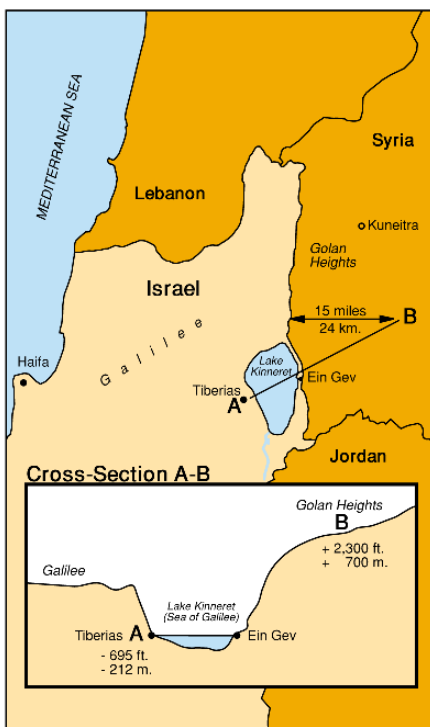 MEDITERRANEAN SEA
Syria
Lebanon
Kuneitra
Golan
Heights
Israel
15 miles
B
24 km.
Galilee
Haifa
Lake
Kinneret
Tiberias
A
Ein Gev
Jordan
Cross-Section A-B
Golan Heights
B
+ 2,300 ft.
+ 700 m.
Galilee
Lake Kinneret
(Sea of Galilee)
Tiberias A
Ein Gev
- 695 ft.
- 212 m.